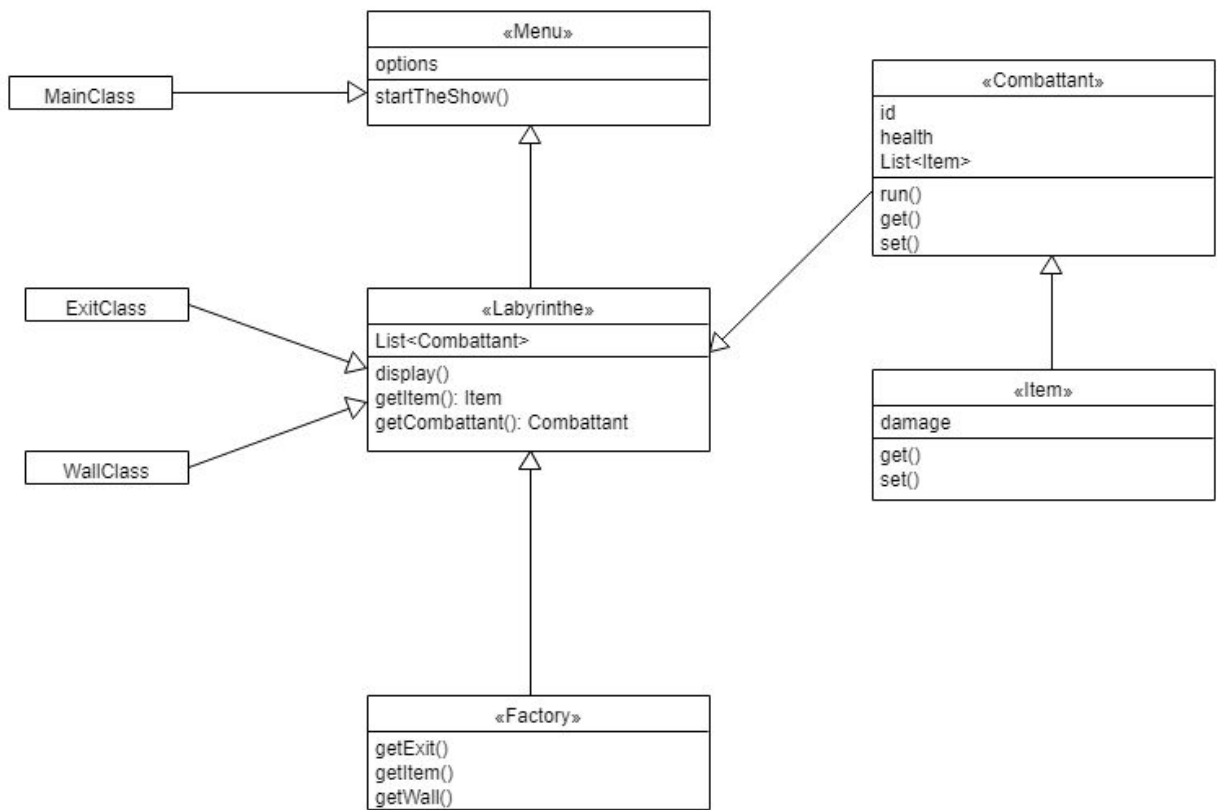 «Menu»
options
startTheShow()
MainClass
«Combattant»
id
health
List<Item>
run()
get()
set()
ExitClass
«Labyrinthe»
List<Combattant>
display()
getItem(): Item
getCombattant(): Combattant
WallClass
«Item»
damage
get()
set()
«Factory»
getExit()
getItem()
getWall()